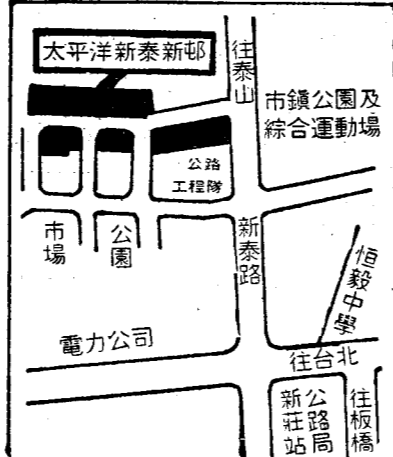 太平洋新泰新邨
往泰山
市鎮公園及
綜合運動場
公路
工程隊
市場
公園
新泰路
恒毅中學
電力公司
往台北
公路局
新莊站
往板橋